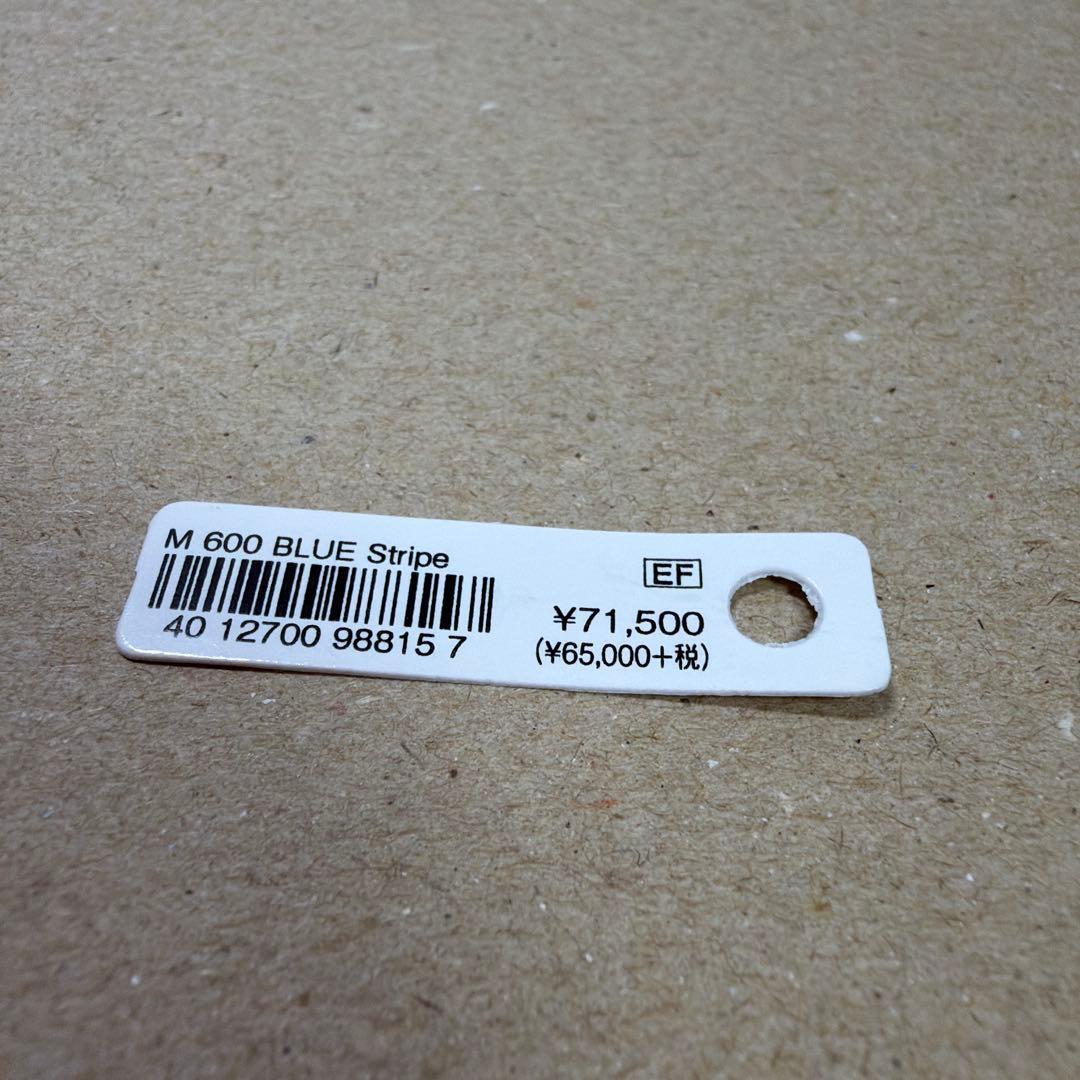 M 600 BLUE Stripe
40 12700 98815 7
EF
¥71,500
(¥65,000+税)